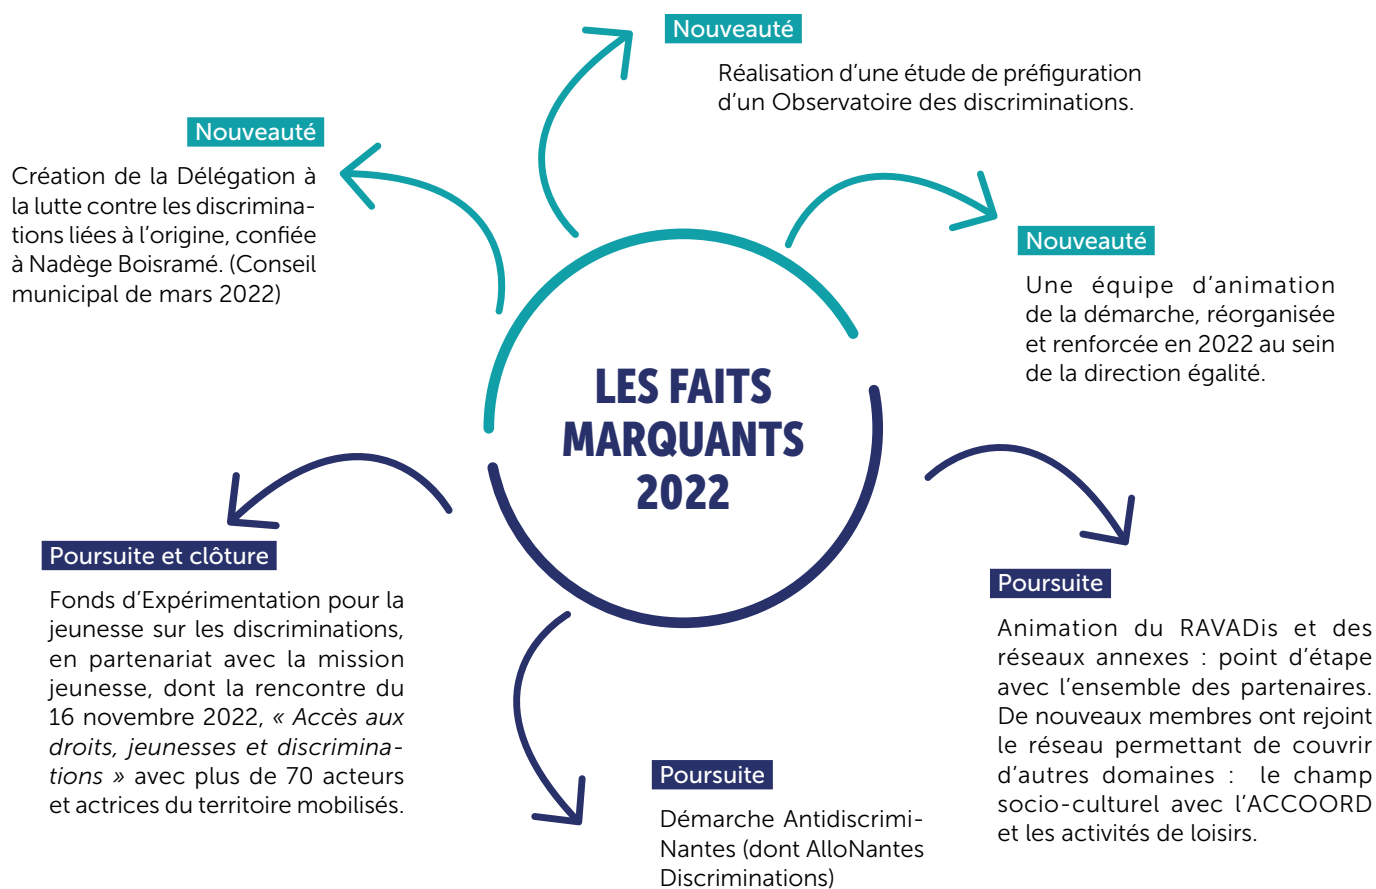 Nouveauté
Réalisation d’une étude de préfiguration
d’un Observatoire des discriminations.
Nouveauté
Création de la Délégation à
la lutte contre les discrimina-
tions liées à l’origine, confiée
à Nadège Boisramé. (Conseil
municipal de mars 2022)
Nouveauté
Une équipe d’animation
de la démarche, réorganisée
et renforcée en 2022 au sein
de la direction égalité.
LES FAITS
MARQUANTS
2022
Poursuite et clôture
Fonds d’Expérimentation pour la
jeunesse sur les discriminations,
en partenariat avec la mission
jeunesse, dont la rencontre du
16 novembre 2022, « Accès aux
droits, jeunesses et discrimina-
tions » avec plus de 70 acteurs
et actrices du territoire mobilisés.
Poursuite
Démarche Antidiscrimi-
Nantes (dont AlloNantes
Discriminations)
Poursuite
Animation du RAVADis et des
réseaux annexes : point d’étape
avec l’ensemble des partenaires.
De nouveaux membres ont rejoint
le réseau permettant de couvrir
d’autres domaines : le champ
socio-culturel avec l’ACCOORD
et les activités de loisirs.